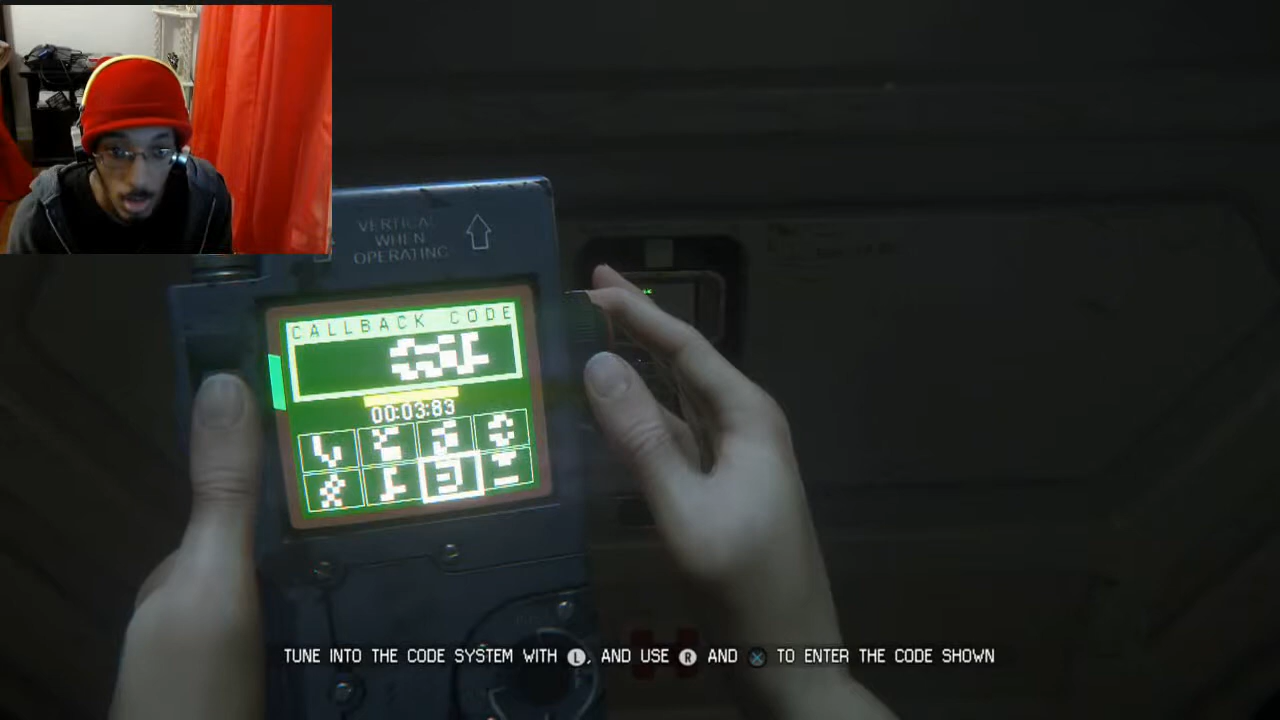 VERTICAL
WHEN
OPERATING
CALLBACK CODE
00:03:83
TUNE INTO THE CODE SYSTEM WITH L, AND USE R AND X TO ENTER THE CODE SHOWN